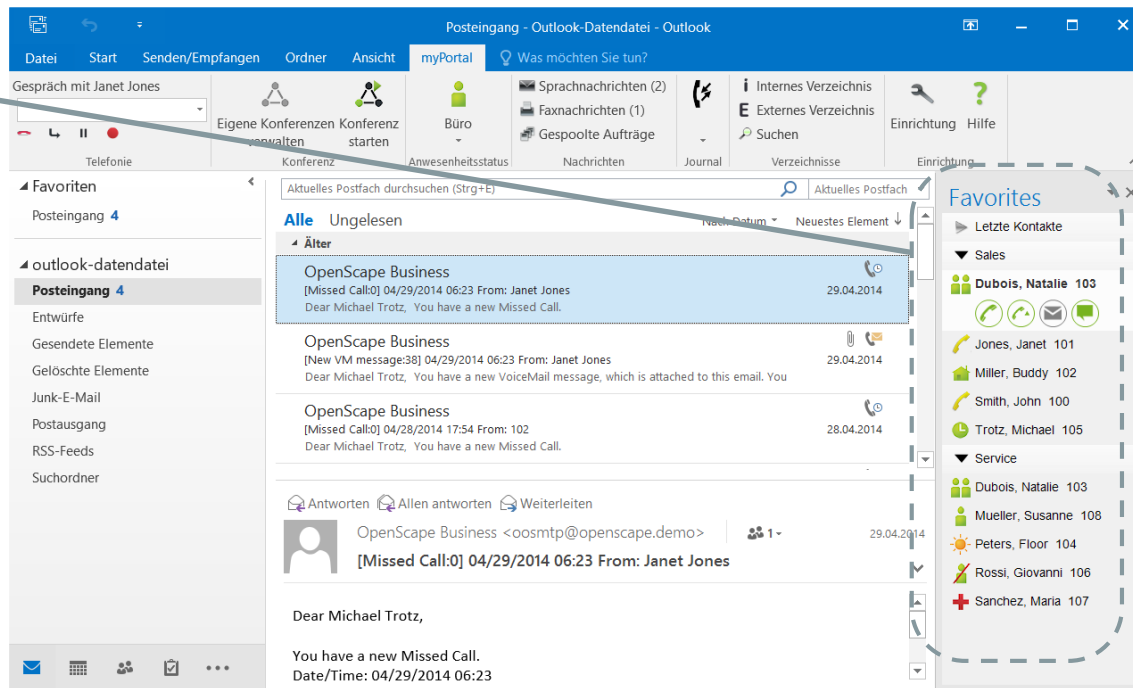 Posteingang - Outlook-Datendatei - Outlook
Datei Start Senden/Empfangen Ordner Ansicht myPortal Was möchten Sie tun?
Gespräch mit Janet Jones
Eigene Konferenzen verwalten
Konferenz starten
Büro
Sprachnachrichten (2)
Faxnachrichten (1)
Gespoolte Aufträge
i Internes Verzeichnis
E Externes Verzeichnis
Suchen
Einrichtung
Hilfe
Telefonie Konferenz Anwesenheitsstatus Nachrichten Journal Verzeichnisse Einrichtung
Favoriten
Posteingang 4
outlook-datendatei
Posteingang 4
Entwürfe
Gesendete Elemente
Gelöschte Elemente
Junk-E-Mail
Postausgang
RSS-Feeds
Suchordner
Aktuelles Postfach durchsuchen (Strg+E) Aktuelles Postfach
Alle Ungelesen Nach Datum Neuestes Element
Älter
OpenScape Business
[Missed Call:0] 04/29/2014 06:23 From: Janet Jones 29.04.2014
Dear Michael Trotz, You have a new Missed Call.
OpenScape Business
[New VM message:38] 04/29/2014 06:23 From: Janet Jones 29.04.2014
Dear Michael Trotz, You have a new VoiceMail message, which is attached to this email. You
OpenScape Business
[Missed Call:0] 04/28/2014 17:54 From: 102 28.04.2014
Dear Michael Trotz, You have a new Missed Call.
Antworten Allen antworten Weiterleiten
OpenScape Business <oosmtp@openscape.demo> 1 29.04.2014
[Missed Call:0] 04/29/2014 06:23 From: Janet Jones
Dear Michael Trotz,
You have a new Missed Call.
Date/Time: 04/29/2014 06:23
Favorites
Letzte Kontakte
Sales
Dubois, Natalie 103
Jones, Janet 101
Miller, Buddy 102
Smith, John 100
Trotz, Michael 105
Service
Dubois, Natalie 103
Mueller, Susanne 108
Peters, Floor 104
Rossi, Giovanni 106
Sanchez, Maria 107